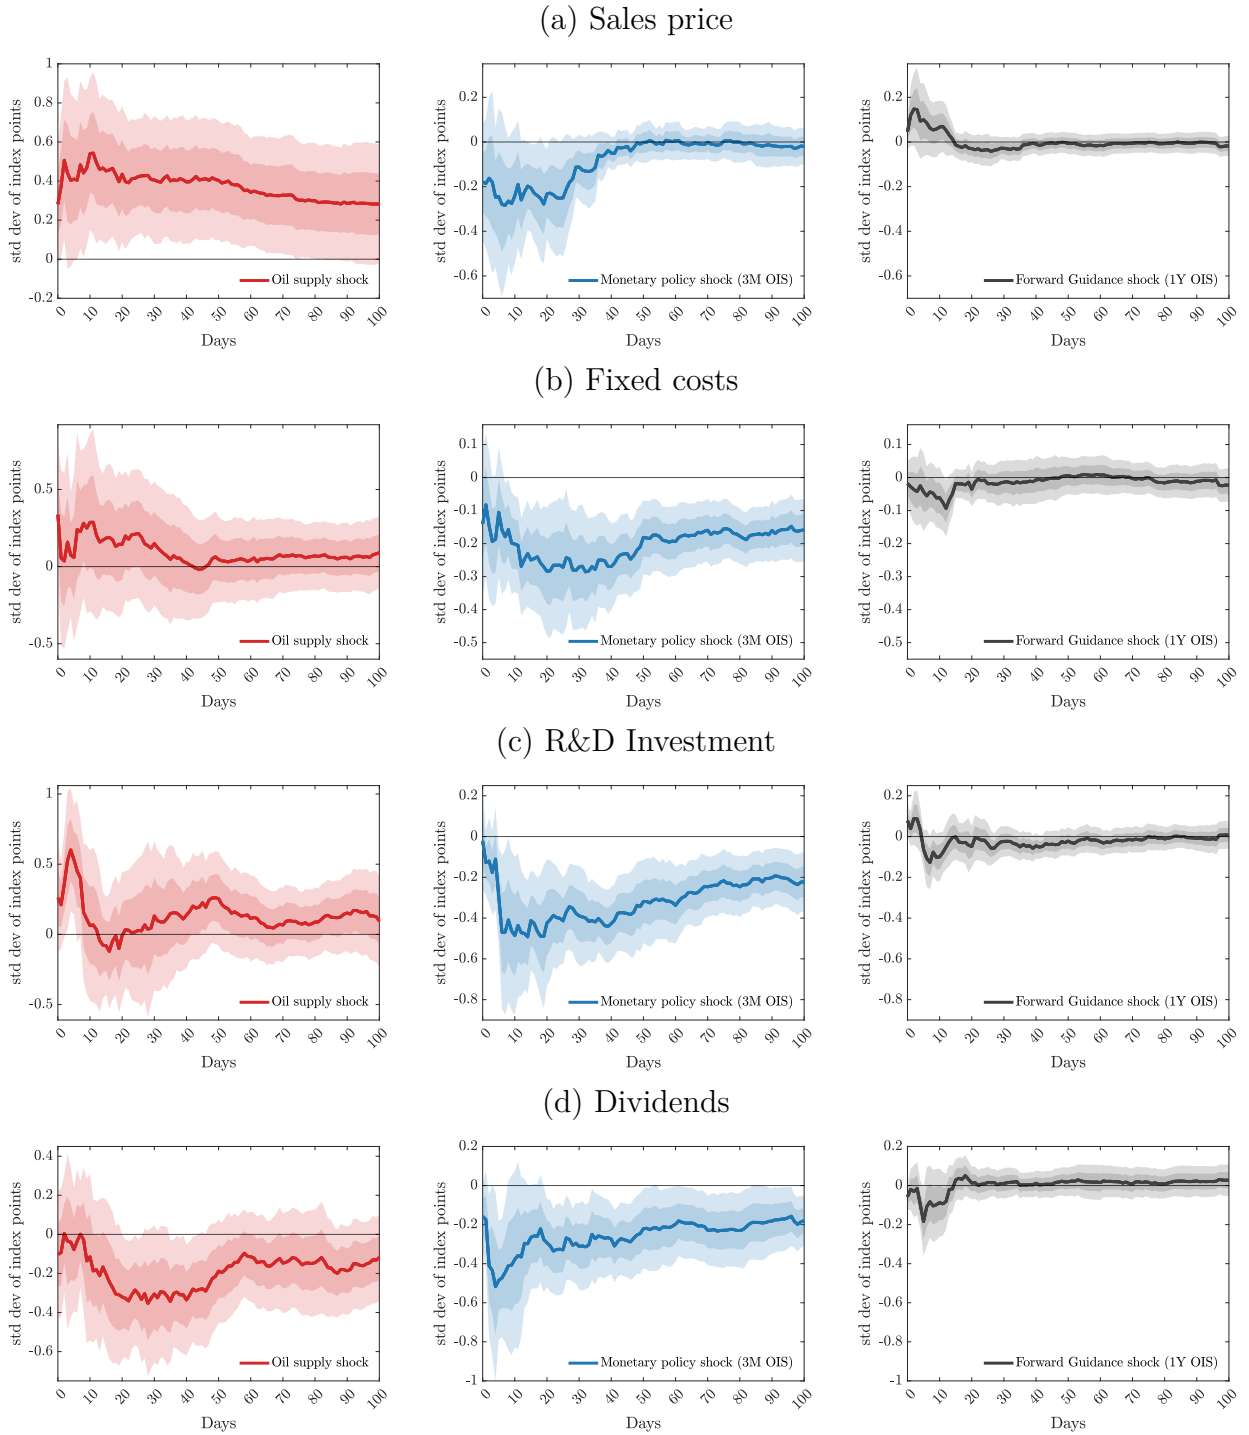 (a) Sales price
std dev of index points
1
0.8
0.6
0.4
0.2
0
-0.2
0 10 20 30 40 50 60 70 80 90 100
Days
Oil supply shock
std dev of index points
0.2
0
-0.2
-0.4
-0.6
0 10 20 30 40 50 60 70 80 90 100
Days
Monetary policy shock (3M OIS)
std dev of index points
0.2
0
-0.2
-0.4
-0.6
0 10 20 30 40 50 60 70 80 90 100
Days
Forward Guidance shock (1Y OIS)
(b) Fixed costs
std dev of index points
0.5
0
-0.5
0 10 20 30 40 50 60 70 80 90 100
Days
Oil supply shock
std dev of index points
0.1
0
-0.1
-0.2
-0.3
-0.4
-0.5
0 10 20 30 40 50 60 70 80 90 100
Days
Monetary policy shock (3M OIS)
std dev of index points
0.1
0
-0.1
-0.2
-0.3
-0.4
-0.5
0 10 20 30 40 50 60 70 80 90 100
Days
Forward Guidance shock (1Y OIS)
(c) R&D Investment
std dev of index points
1
0.5
0
-0.5
0 10 20 30 40 50 60 70 80 90 100
Days
Oil supply shock
std dev of index points
0.2
0
-0.2
-0.4
-0.6
-0.8
0 10 20 30 40 50 60 70 80 90 100
Days
Monetary policy shock (3M OIS)
std dev of index points
0.2
0
-0.2
-0.4
-0.6
-0.8
0 10 20 30 40 50 60 70 80 90 100
Days
Forward Guidance shock (1Y OIS)
(d) Dividends
std dev of index points
0.4
0.2
0
-0.2
-0.4
-0.6
0 10 20 30 40 50 60 70 80 90 100
Days
Oil supply shock
std dev of index points
0.2
0
-0.2
-0.4
-0.6
-0.8
-1
0 10 20 30 40 50 60 70 80 90 100
Days
Monetary policy shock (3M OIS)
std dev of index points
0.2
0
-0.2
-0.4
-0.6
-0.8
-1
0 10 20 30 40 50 60 70 80 90 100
Days
Forward Guidance shock (1Y OIS)